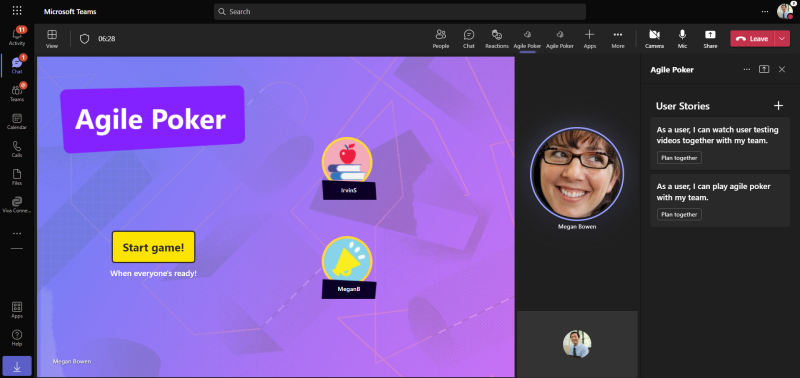 Microsoft Teams
Search
11
Activity
1
Chat
Teams
Calendar
Calls
Files
Viva Conne...
Apps
Help
View
06:28
People
Chat
Reactions
Agile Poker
Agile Poker
Apps
More
Camera
Mic
Share
Leave
Agile Poker
IrvinS
Start game!
When everyone's ready!
MeganB
Megan Bowen
Megan Bowen
Agile Poker
User Stories
As a user, I can watch user testing
videos together with my team.
Plan together
As a user, I can play agile poker
with my team.
Plan together